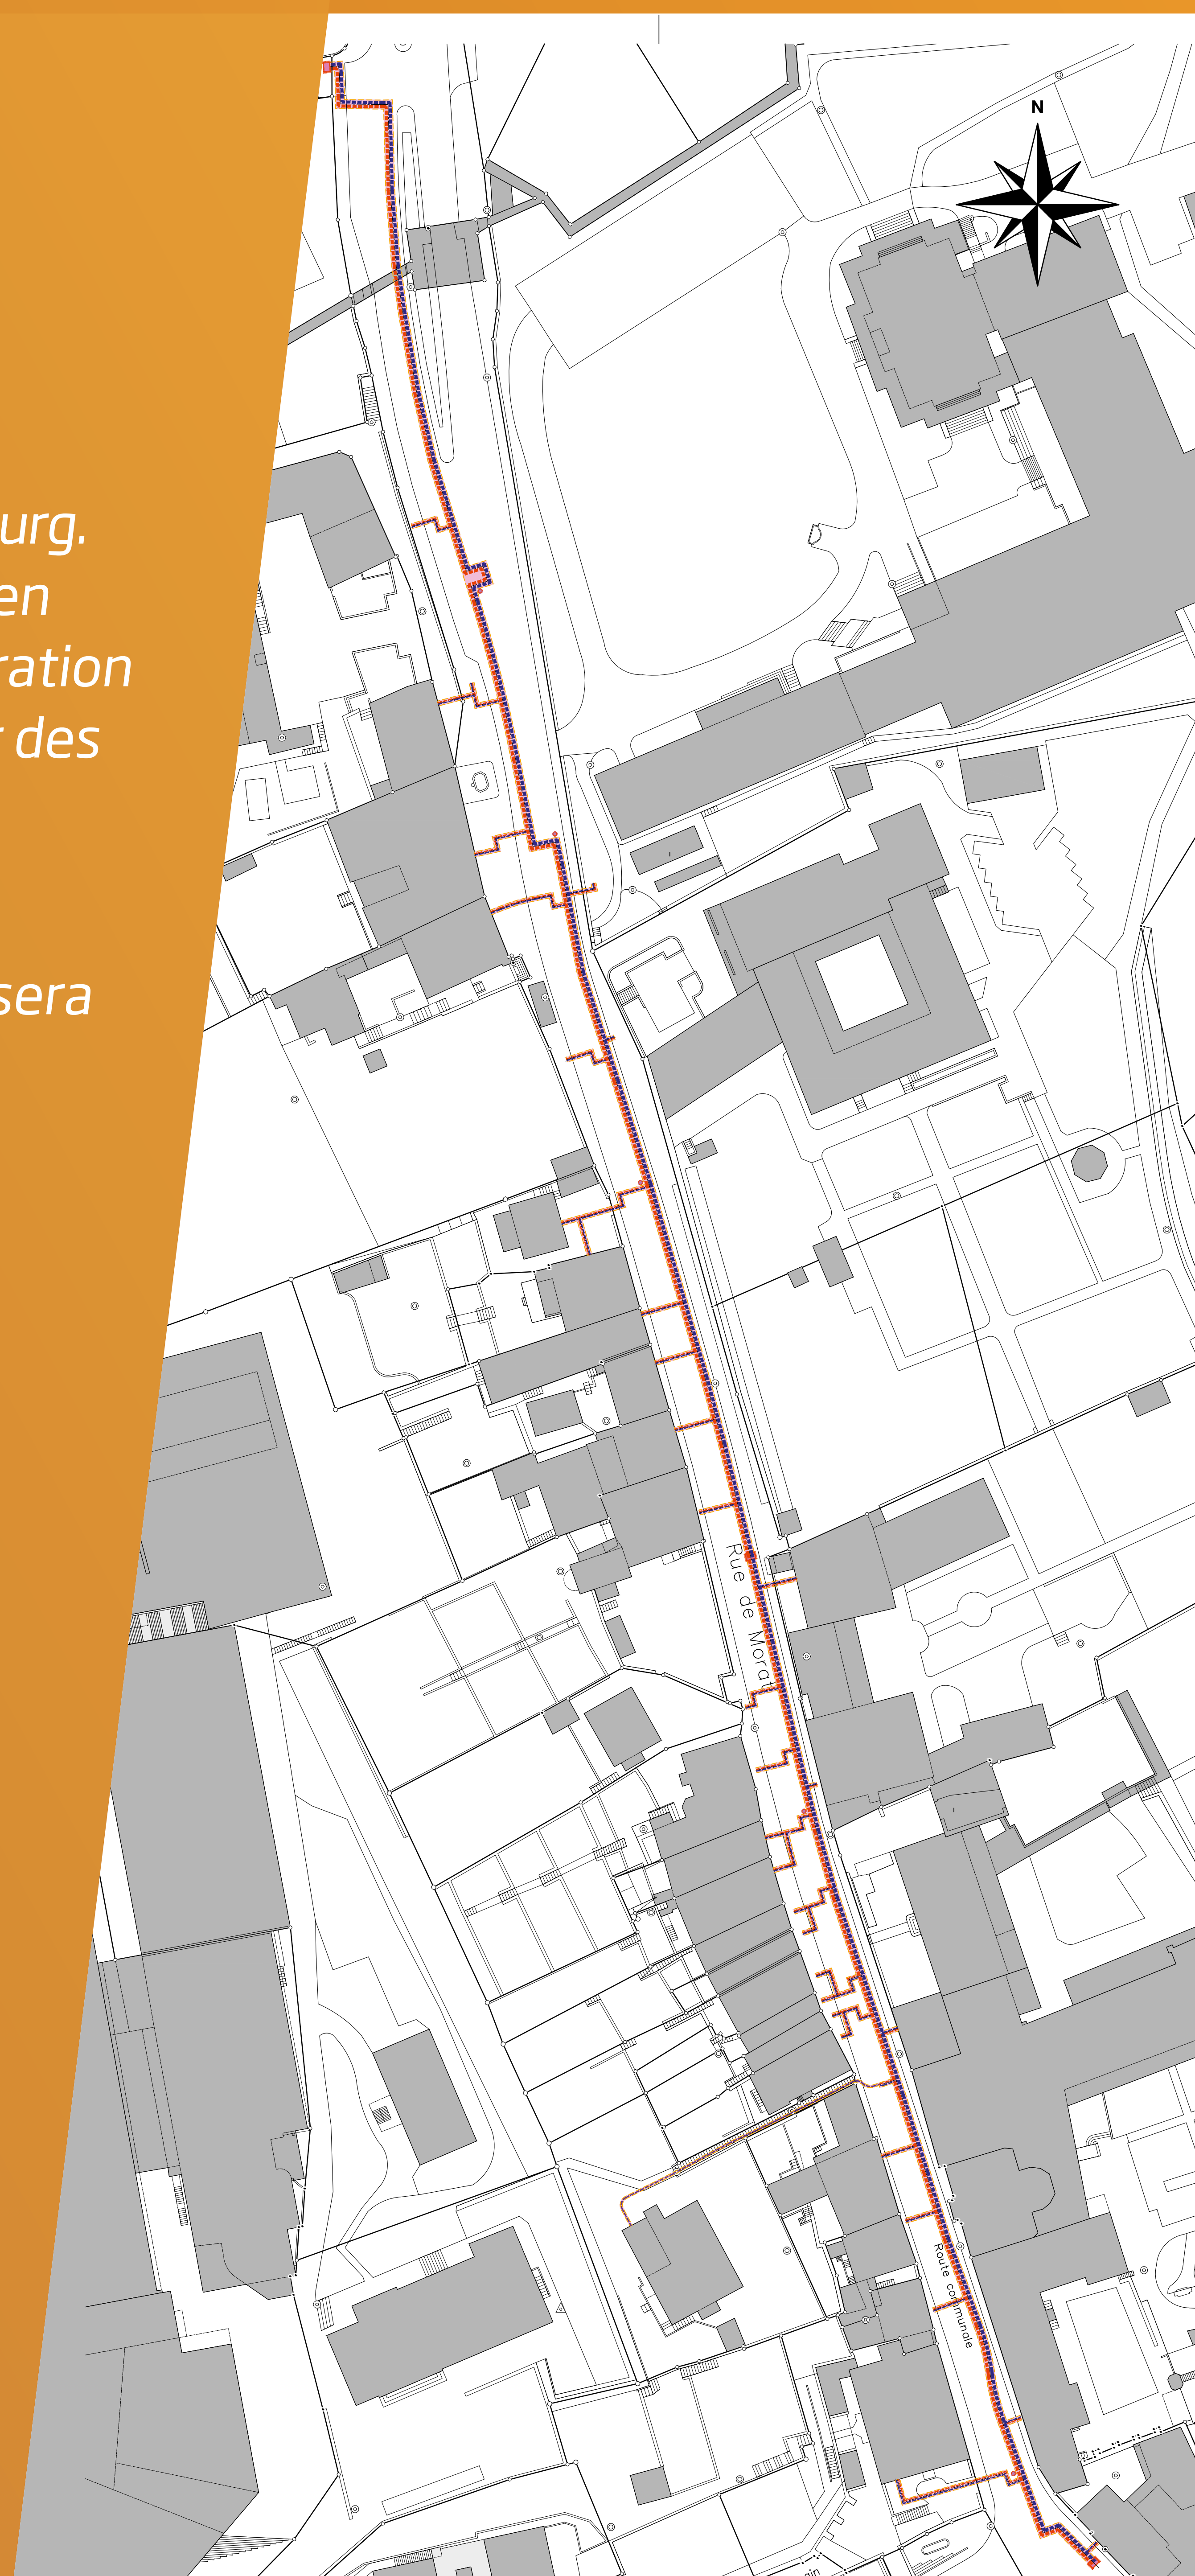 N
urg.
en
ration
des
sera
Rue de Morat
Route communale